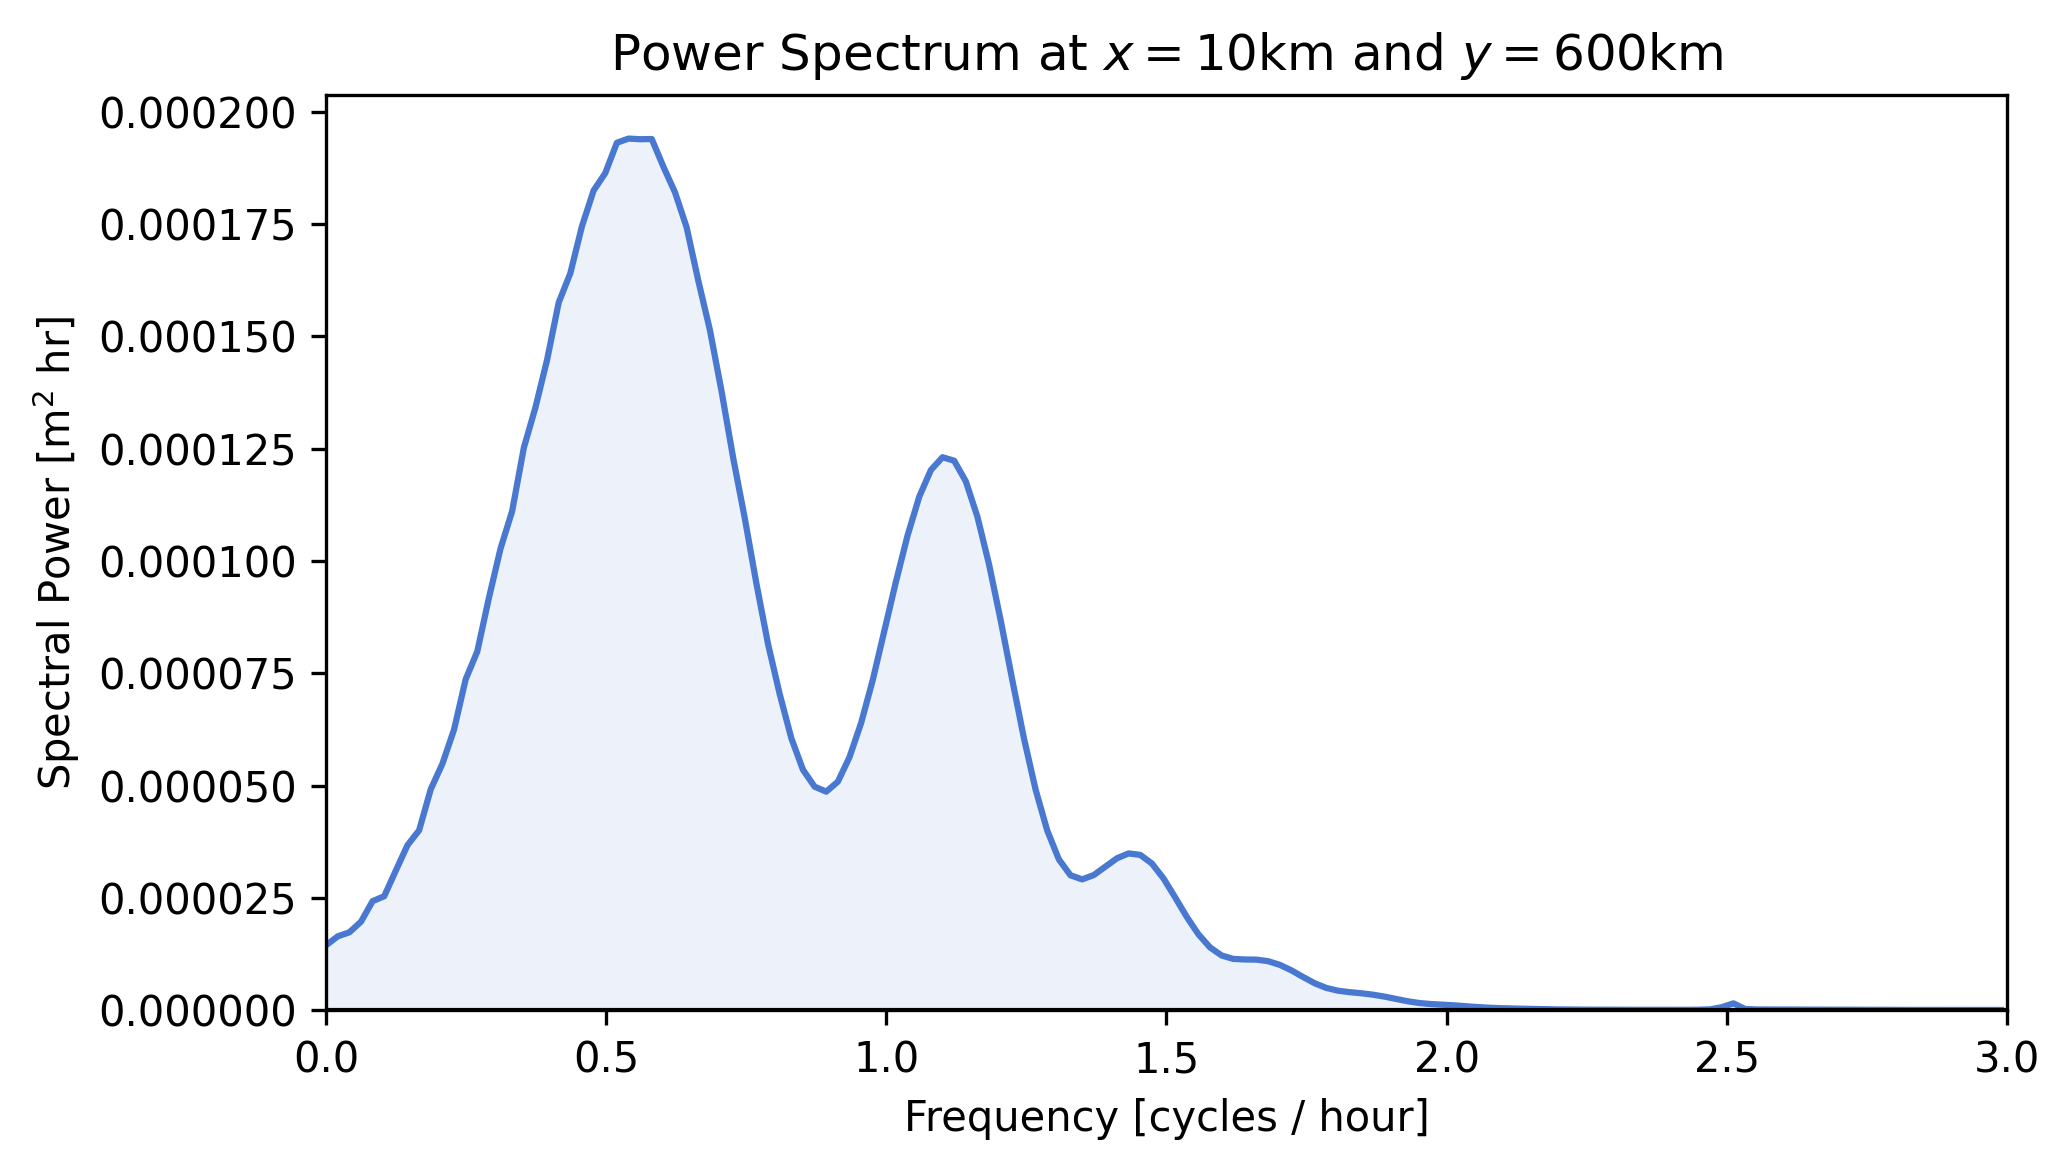 Power Spectrum at x = 10km and y = 600km
Spectral Power [m² hr]
0.000200
0.000175
0.000150
0.000125
0.000100
0.000075
0.000050
0.000025
0.000000
0.0 0.5 1.0 1.5 2.0 2.5 3.0
Frequency [cycles / hour]